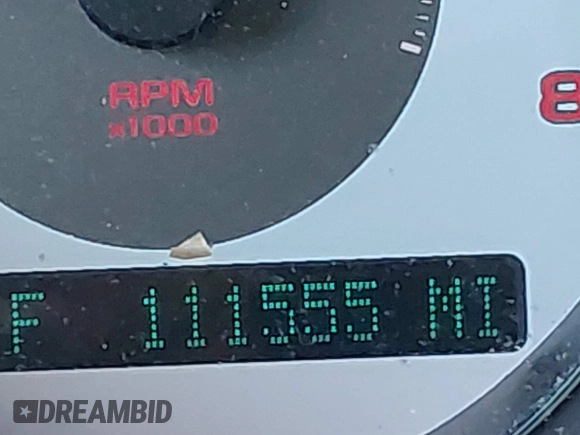 RPM
x1000
8
F 111555 MI
DREAMBID